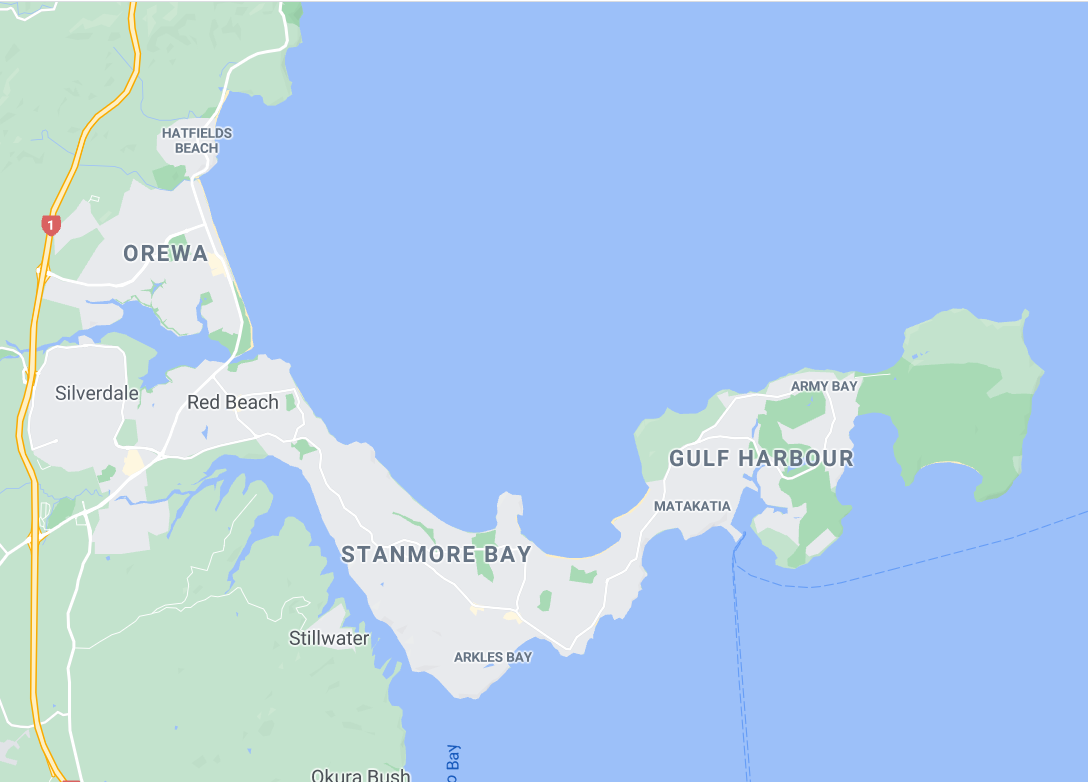 HATFIELDS
BEACH
1
OREWA
ARMY BAY
Silverdale
Red Beach
GULF HARBOUR
MATAKATIA
STANMORE BAY
Stillwater
ARKLES BAY
Bay
Okura Bush